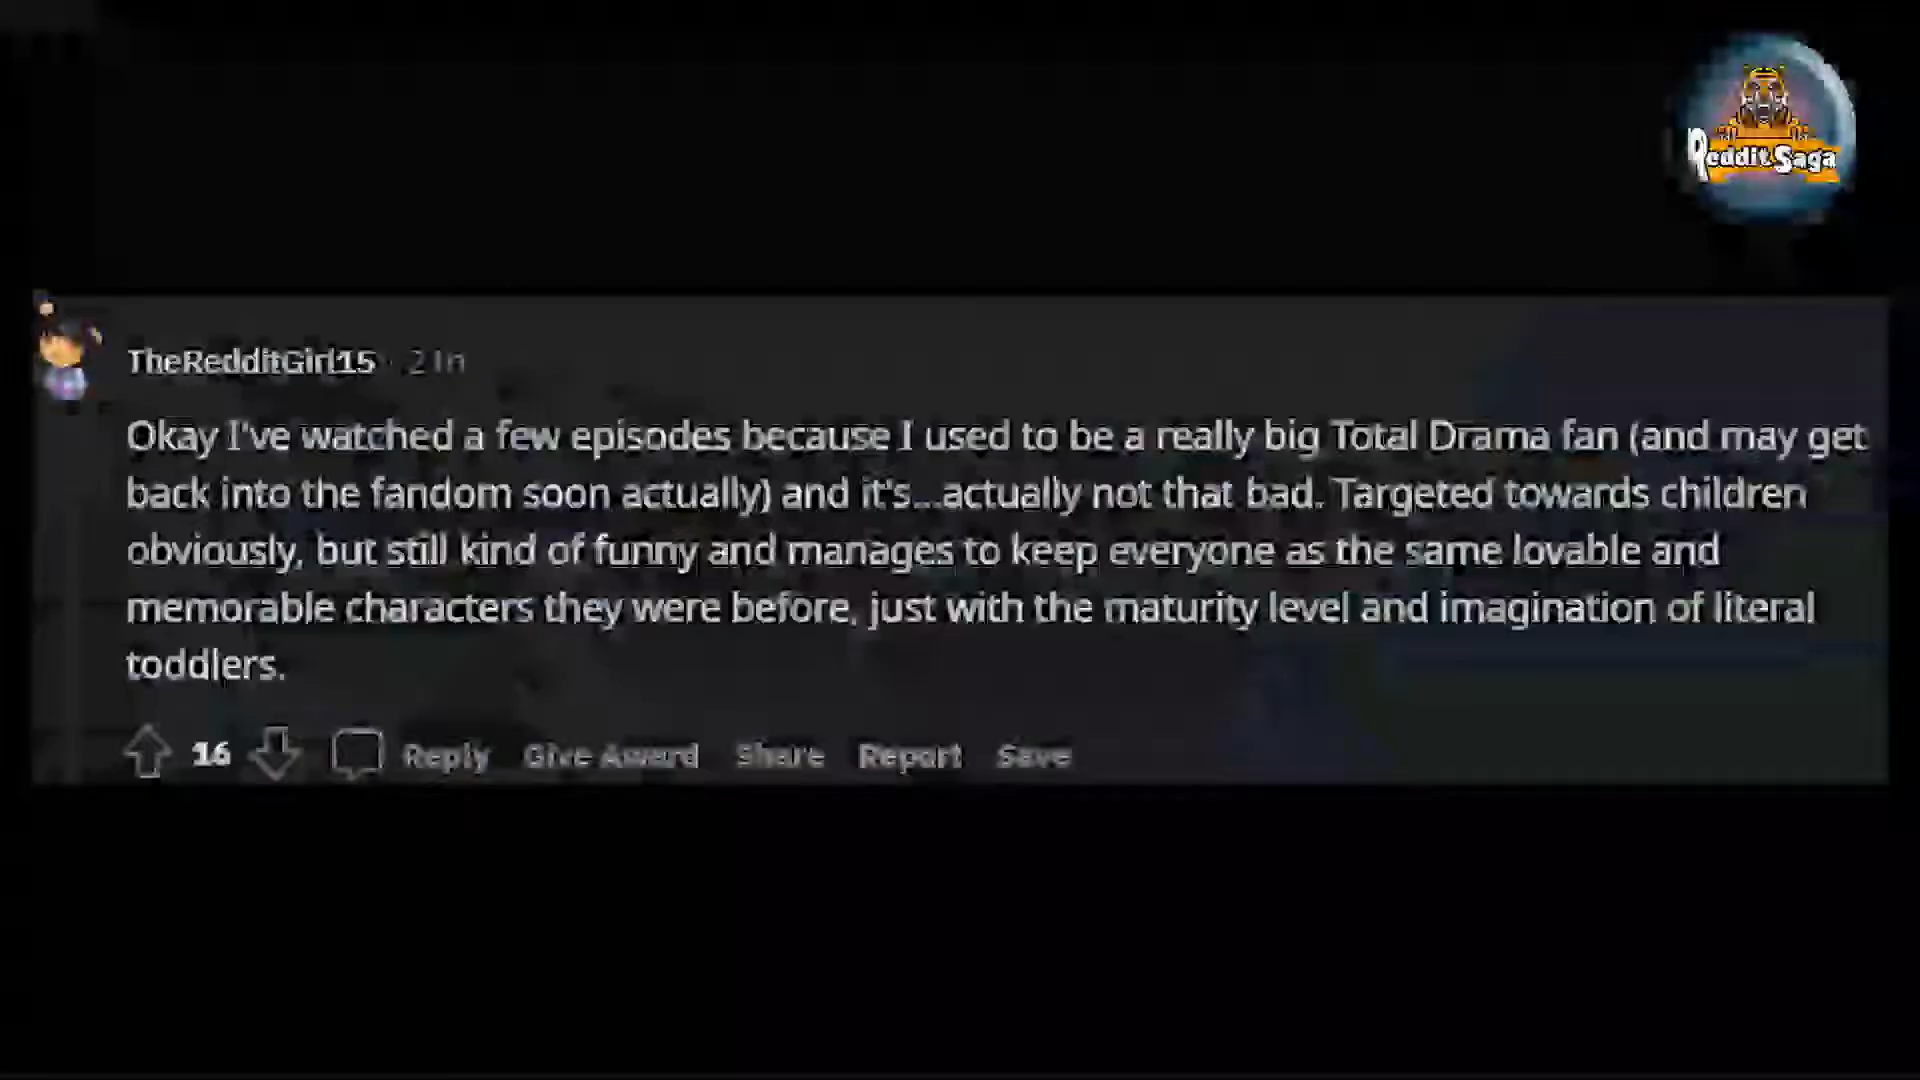 Reddit Saga
TheRedditGirl15 · 21h
Okay I've watched a few episodes because I used to be a really big Total Drama fan (and may get
back into the fandom soon actually) and it's...actually not that bad. Targeted towards children
obviously, but still kind of funny and manages to keep everyone as the same lovable and
memorable characters they were before, just with the maturity level and imagination of literal
toddlers.
16 Reply Give Award Share Report Save